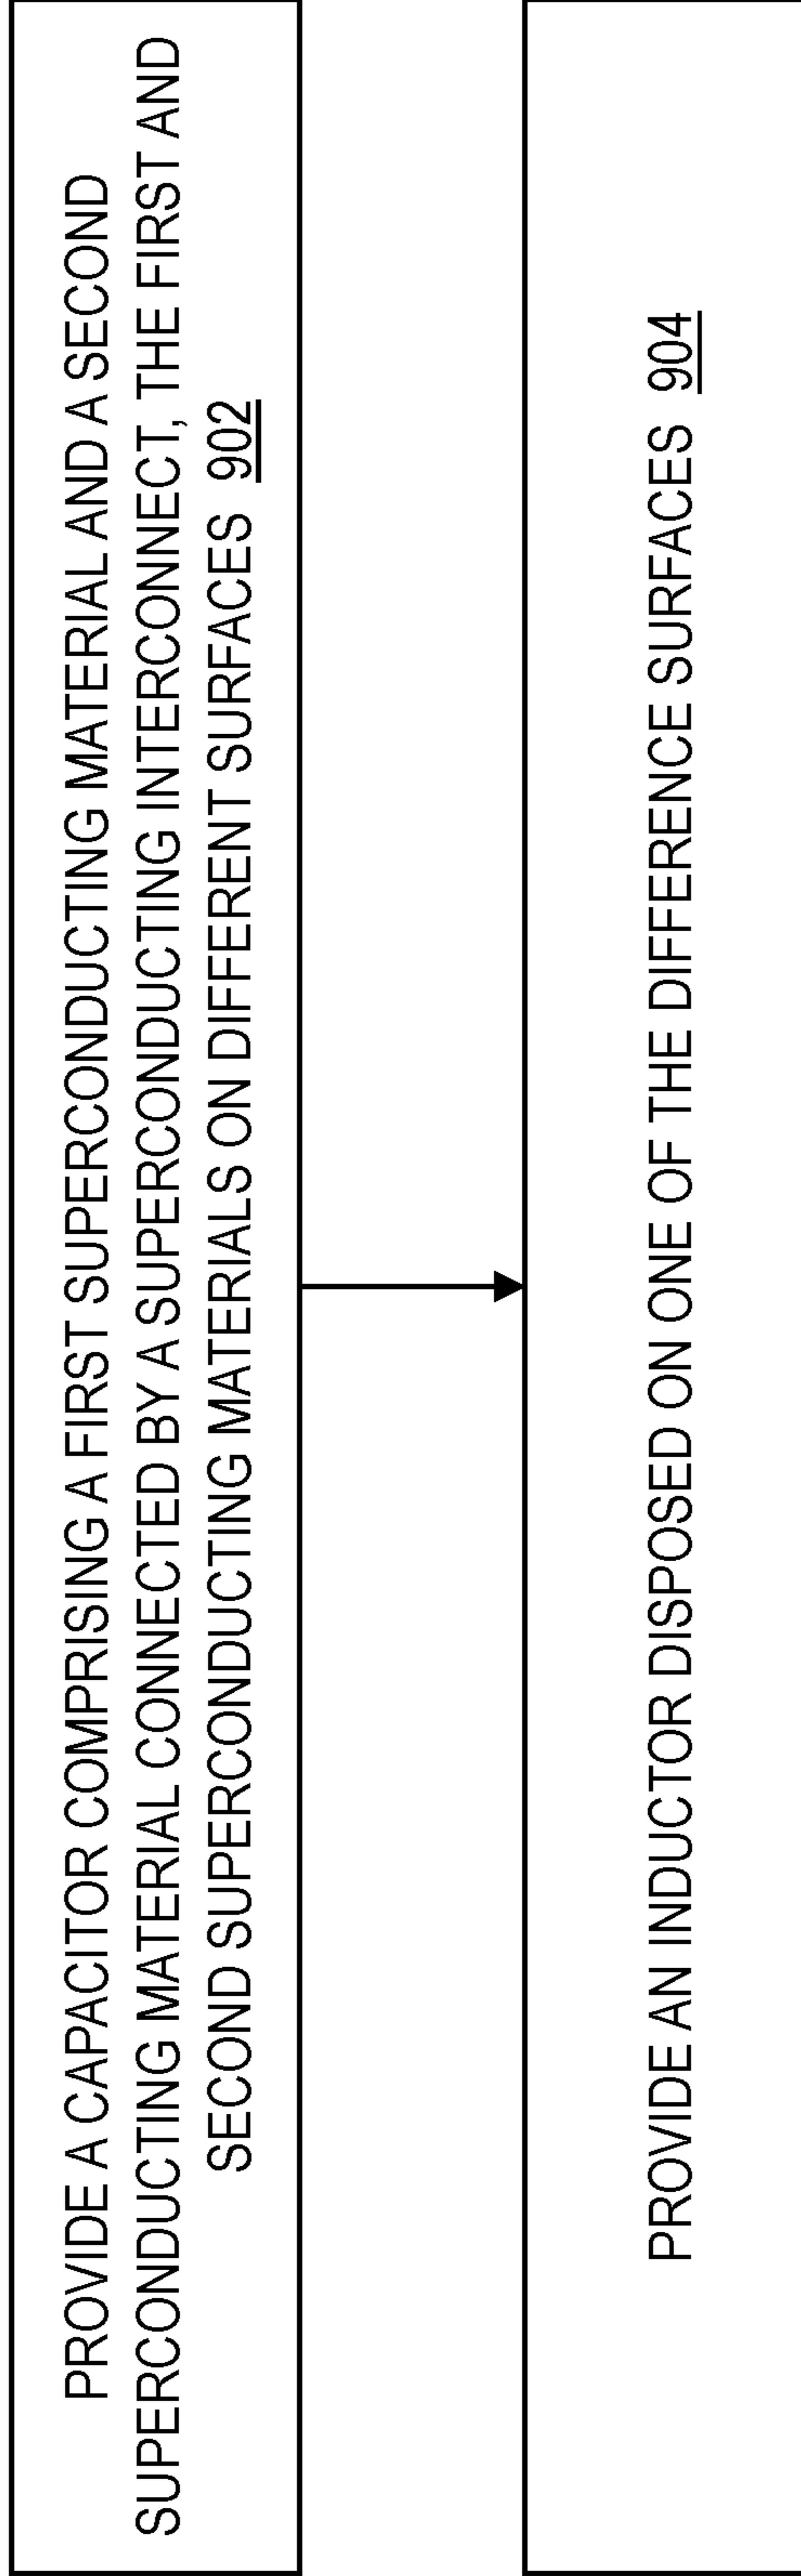 PROVIDE A CAPACITOR COMPRISING A FIRST SUPERCONDUCTING MATERIAL AND A SECOND
SUPERCONDUCTING MATERIAL CONNECTED BY A SUPERCONDUCTING INTERCONNECT, THE FIRST AND
SECOND SUPERCONDUCTING MATERIALS ON DIFFERENT SURFACES 902
PROVIDE AN INDUCTOR DISPOSED ON ONE OF THE DIFFERENCE SURFACES 904